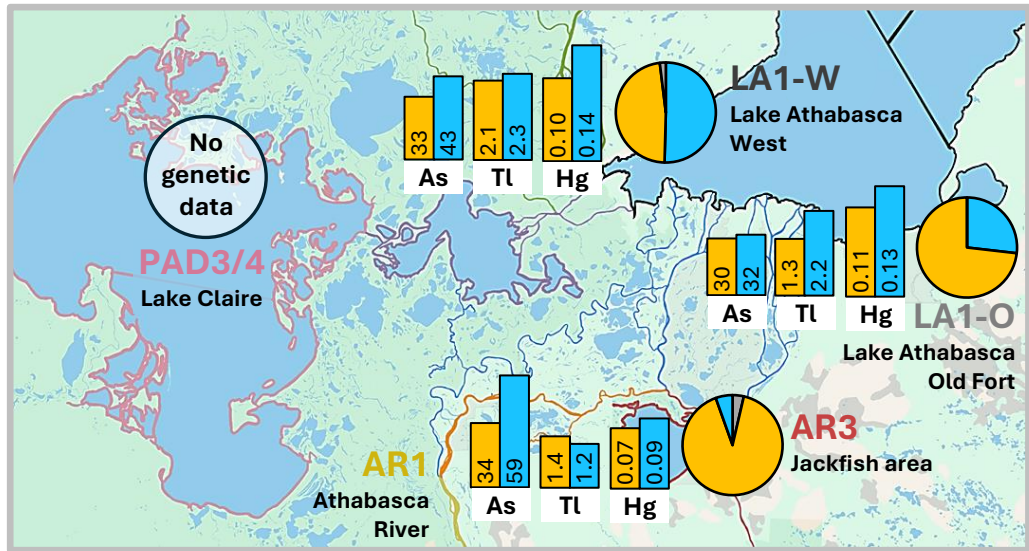 No
genetic
data
PAD3/4
Lake Claire
33
43
2.1
2.3
0.10
0.14
As
Tl
Hg
LA1-W
Lake Athabasca
West
30
32
1.3
2.2
0.11
0.13
As
Tl
Hg
LA1-O
Lake Athabasca
Old Fort
AR1
Athabasca
River
34
59
1.4
1.2
0.07
0.09
As
Tl
Hg
AR3
Jackfish area